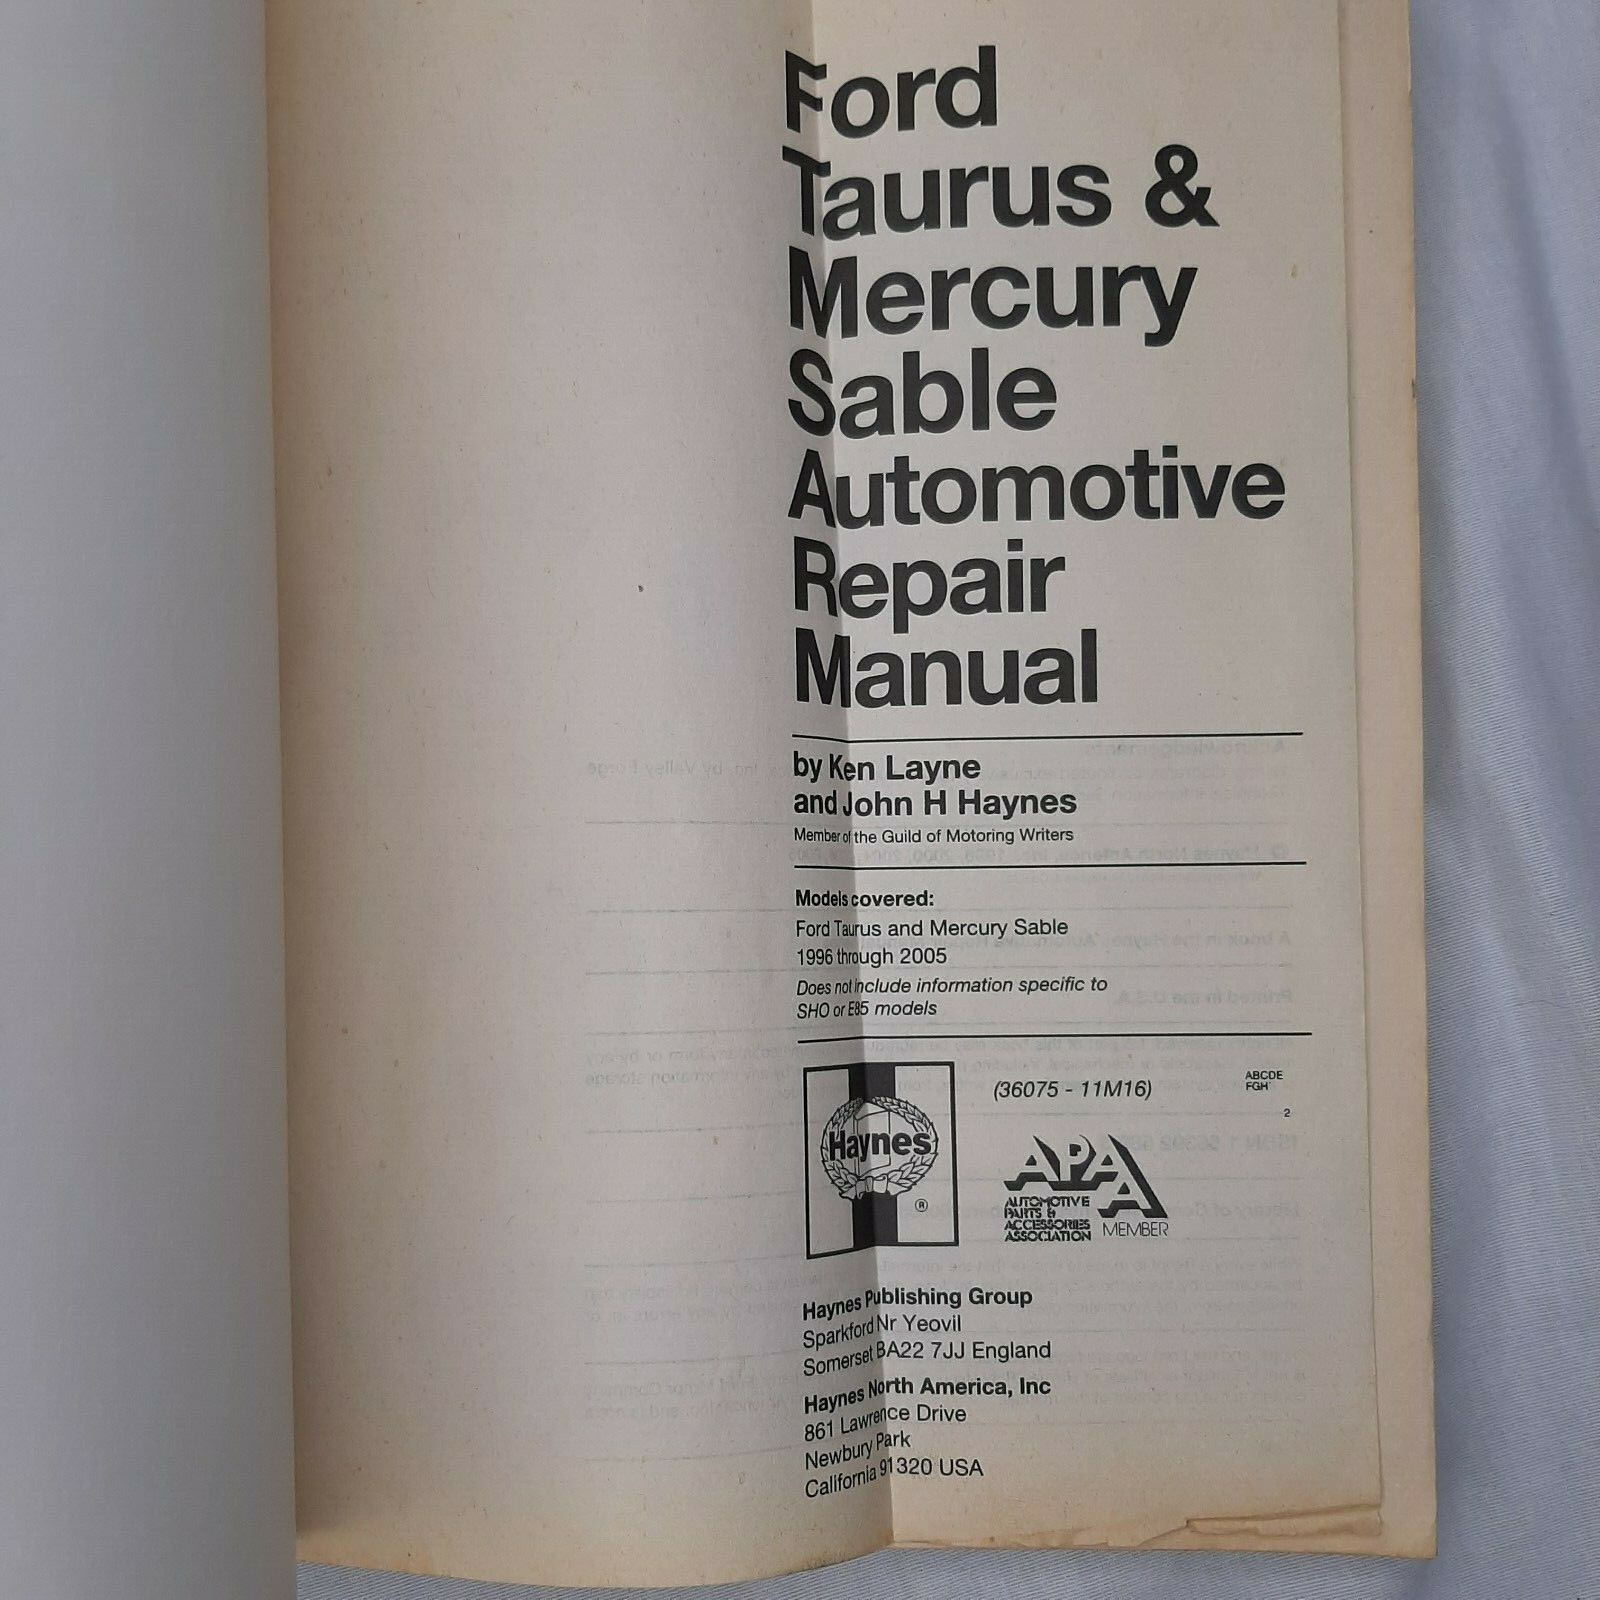 Ford
Taurus &
Mercury
Sable
Automotive
Repair
Manual
by Ken Layne
and John H Haynes
Member of the Guild of Motoring Writers
Models covered:
Ford Taurus and Mercury Sable
1996 through 2005
Does not include information specific to
SHO or E85 models
(36075 - 11M16)
ABCDE
FGH
2
Haynes
®
APAA
AUTOMOTIVE
PARTS &
ACCESSORIES
ASSOCIATION
MEMBER
Haynes Publishing Group
Sparkford Nr Yeovil
Somerset BA22 7JJ England
Haynes North America, Inc
861 Lawrence Drive
Newbury Park
California 91320 USA